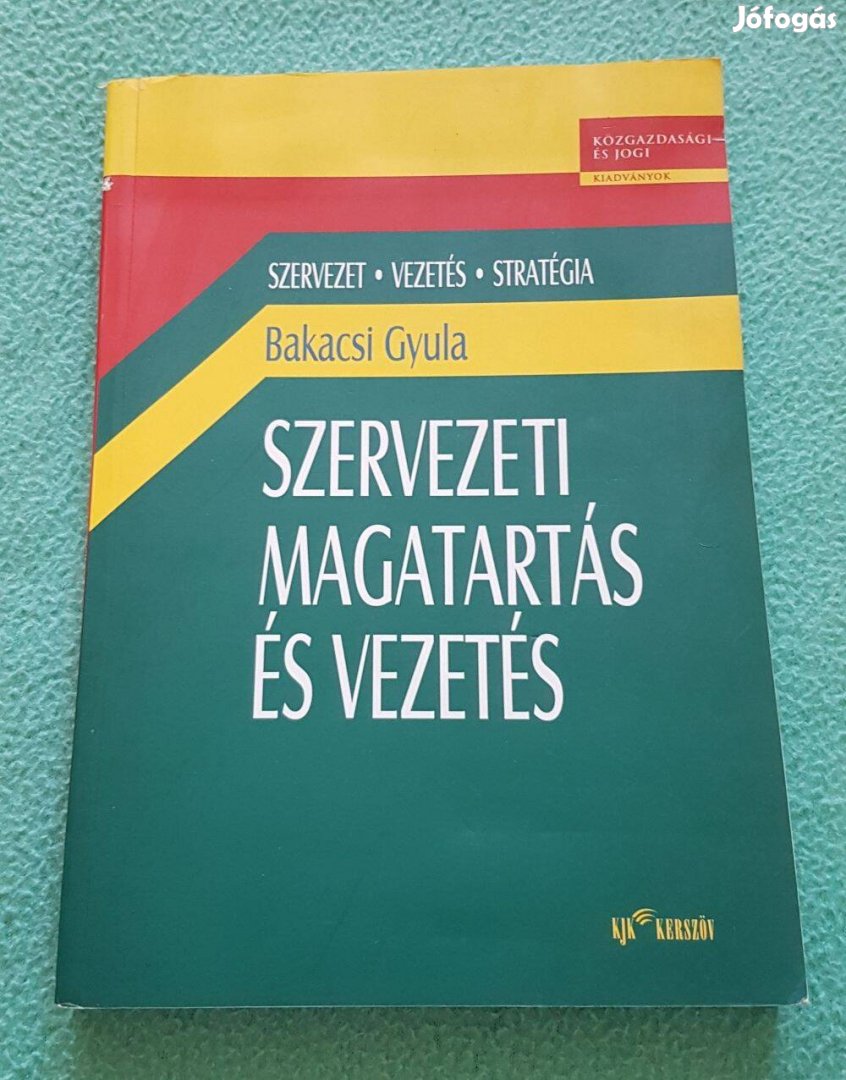 Jófogás
KÖZGAZDASÁGI
ÉS JOGI
KIADVÁNYOK
SZERVEZET • VEZETÉS • STRATÉGIA
Bakacsi Gyula
SZERVEZETI
MAGATARTÁS
ÉS VEZETÉS
KJK KERSZÖV